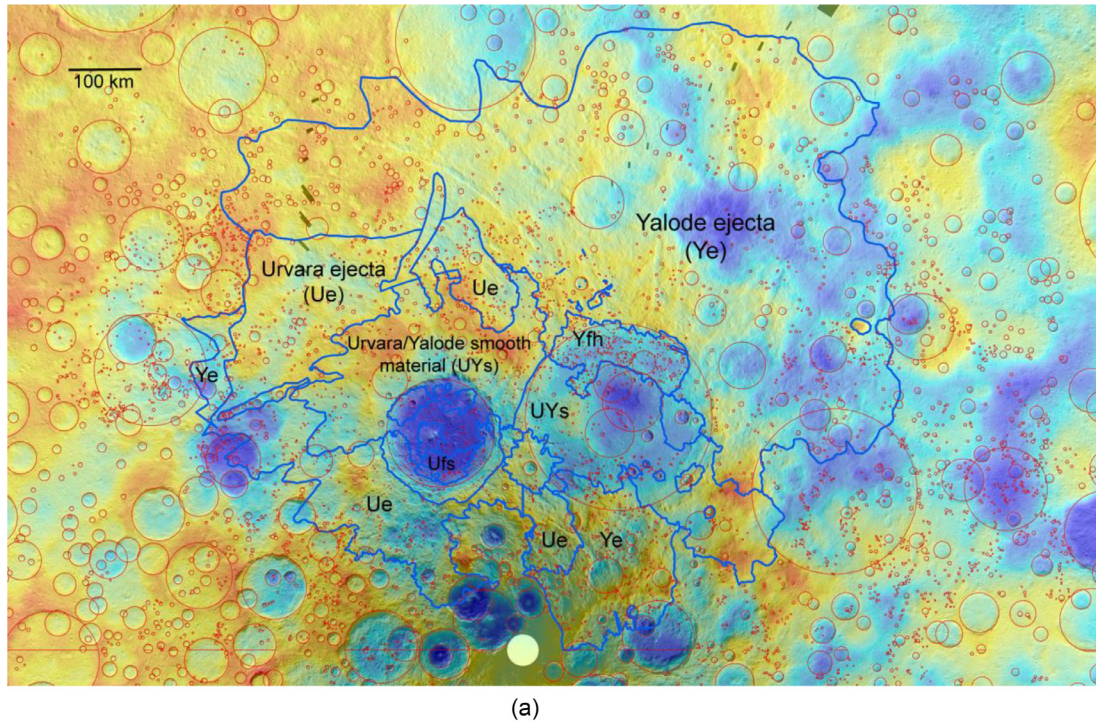 100 km
Yalode ejecta
(Ye)
Urvara ejecta
(Ue)
Ue
Urvara/Yalode smooth
material (UYs)
Yfh
Ye
UYs
Ufs
Ue
Ue
Ye
(a)